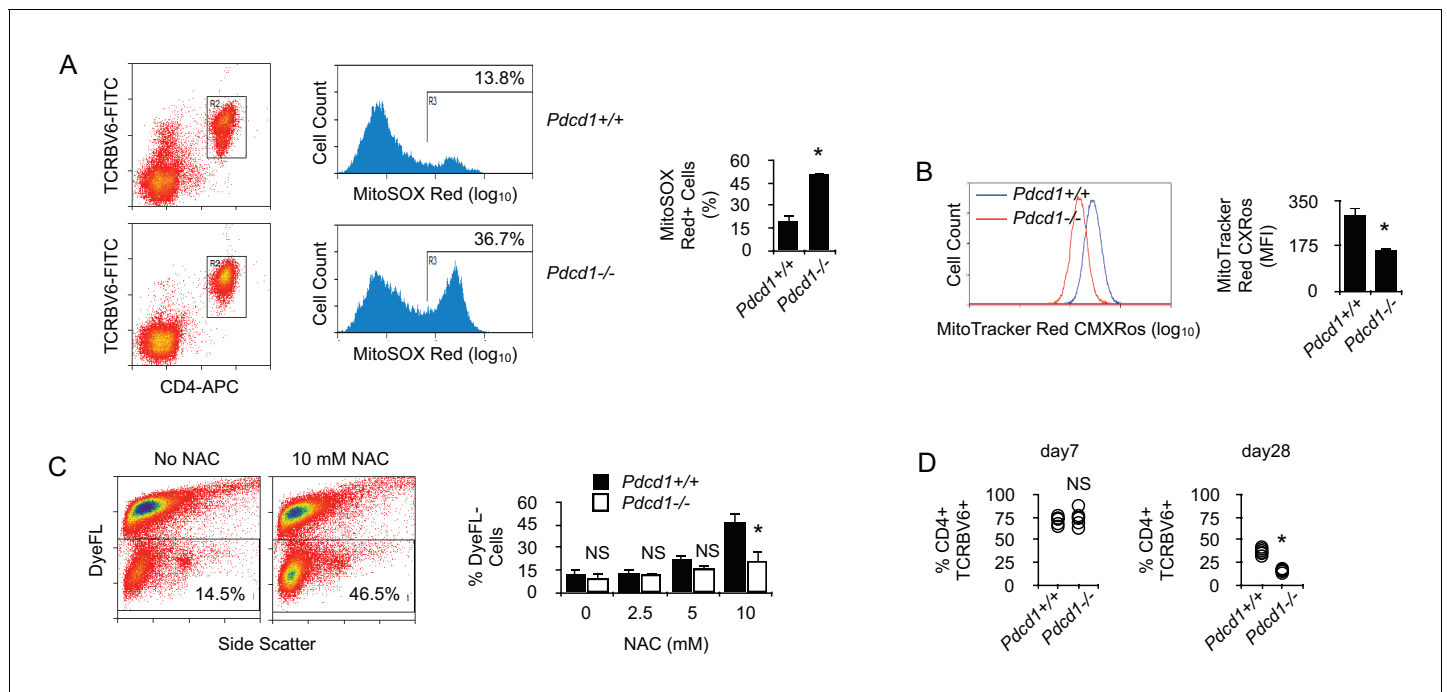 A
TCRBV6-FITC
R2
Cell Count
13.8%
R3
MitoSOX Red (log10)
Pdcd1+/+
TCRBV6-FITC
R2
CD4-APC
Cell Count
36.7%
R3
MitoSOX Red (log10)
Pdcd1-/-
MitoSOX
Red+ Cells
(%)
60
45
30
15
0
*
Pdcd1+/+
Pdcd1-/-
B
Pdcd1+/+
Pdcd1-/-
Cell Count
MitoTracker Red CMXRos (log10)
MitoTracker
Red CXRos
(MFI)
350
175
0
*
Pdcd1+/+
Pdcd1-/-
C
No NAC
10 mM NAC
DyeFL
14.5%
46.5%
Side Scatter
Pdcd1+/+
Pdcd1-/-
% DyeFL-
Cells
60
45
30
15
0
NS
NS
NS
*
0
2.5
5
10
NAC (mM)
D
day7
% CD4+
TCRBV6+
100
75
50
25
0
NS
Pdcd1+/+
Pdcd1-/-
day28
% CD4+
TCRBV6+
100
75
50
25
0
*
Pdcd1+/+
Pdcd1-/-